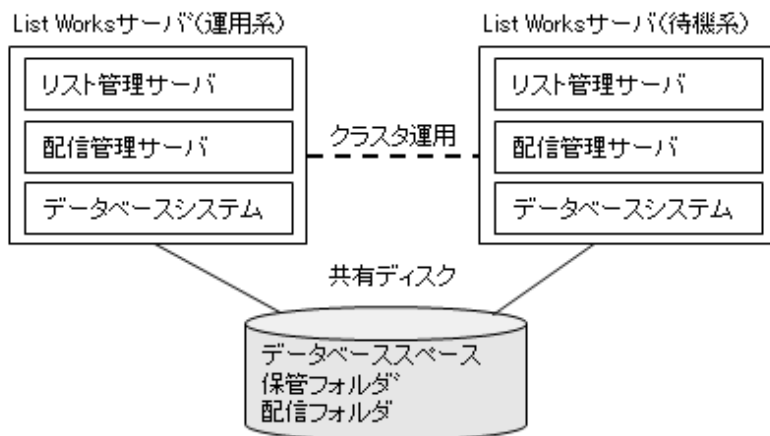 List Worksサーバ(運用系)
List Worksサーバ(待機系)
リスト管理サーバ
配信管理サーバ
データベースシステム
クラスタ運用
リスト管理サーバ
配信管理サーバ
データベースシステム
共有ディスク
データベーススペース
保管フォルダ
配信フォルダ